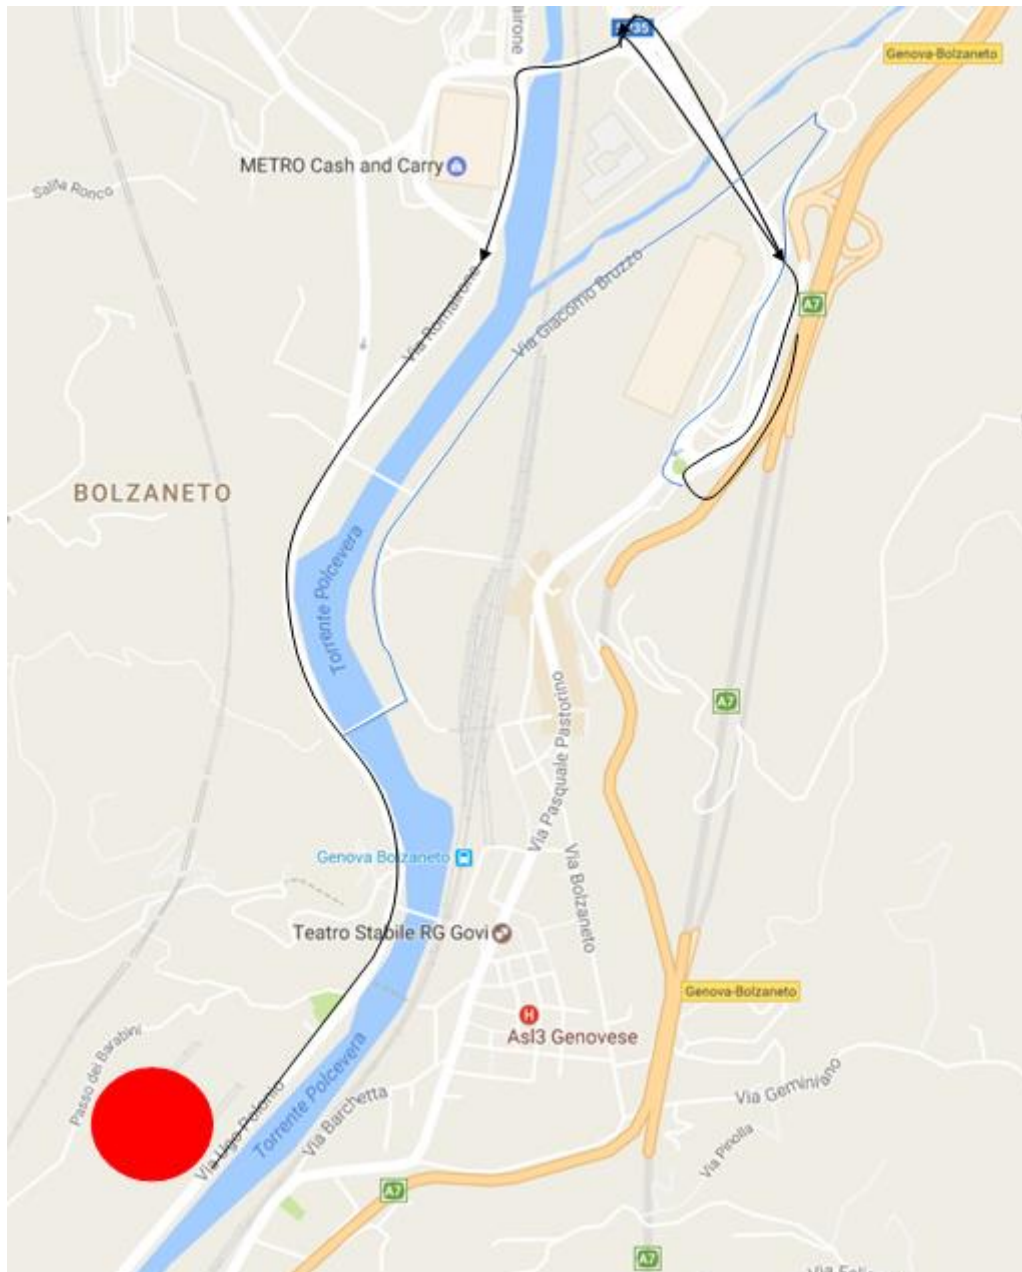 airone
Genova-Bolzaneto
METRO Cash and Carry
Salita Ronco
Via Romairone
Via Giacomo Bruzzo
A7
BOLZANETO
Torrente Polcevera
A7
Via Pasquale Pastorino
Genova Bolzaneto
Via Bolzaneto
Teatro Stabile RG Govi
Genova-Bolzaneto
H
Asl3 Genovese
Passo dei Barabini
Torrente Polcevera
Via Geminiano
Via Ugo Polonio
Via Barchetta
Via Pinolla
A7
A7